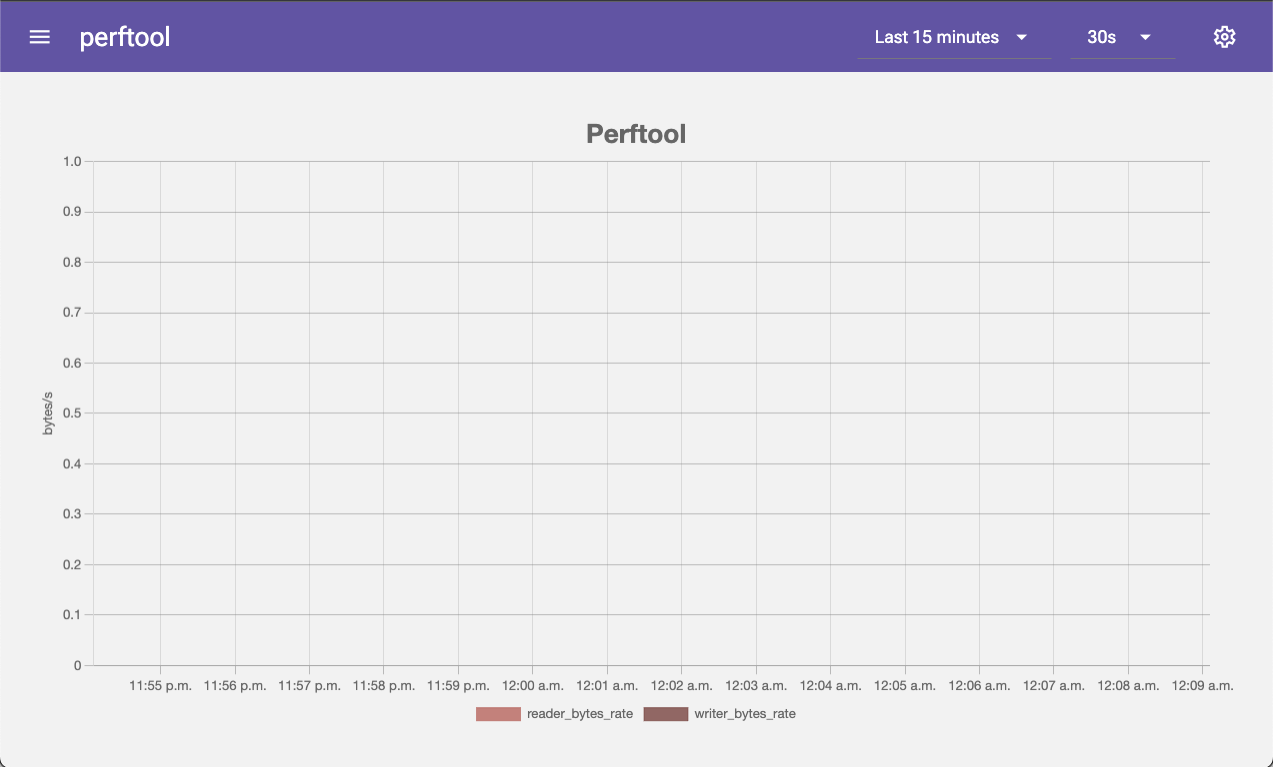 perftool
Last 15 minutes
30s
Perftool
bytes/s
1.0
0.9
0.8
0.7
0.6
0.5
0.4
0.3
0.2
0.1
0
11:55 p.m. 11:56 p.m. 11:57 p.m. 11:58 p.m. 11:59 p.m. 12:00 a.m. 12:01 a.m. 12:02 a.m. 12:03 a.m. 12:04 a.m. 12:05 a.m. 12:06 a.m. 12:07 a.m. 12:08 a.m. 12:09 a.m.
reader_bytes_rate writer_bytes_rate